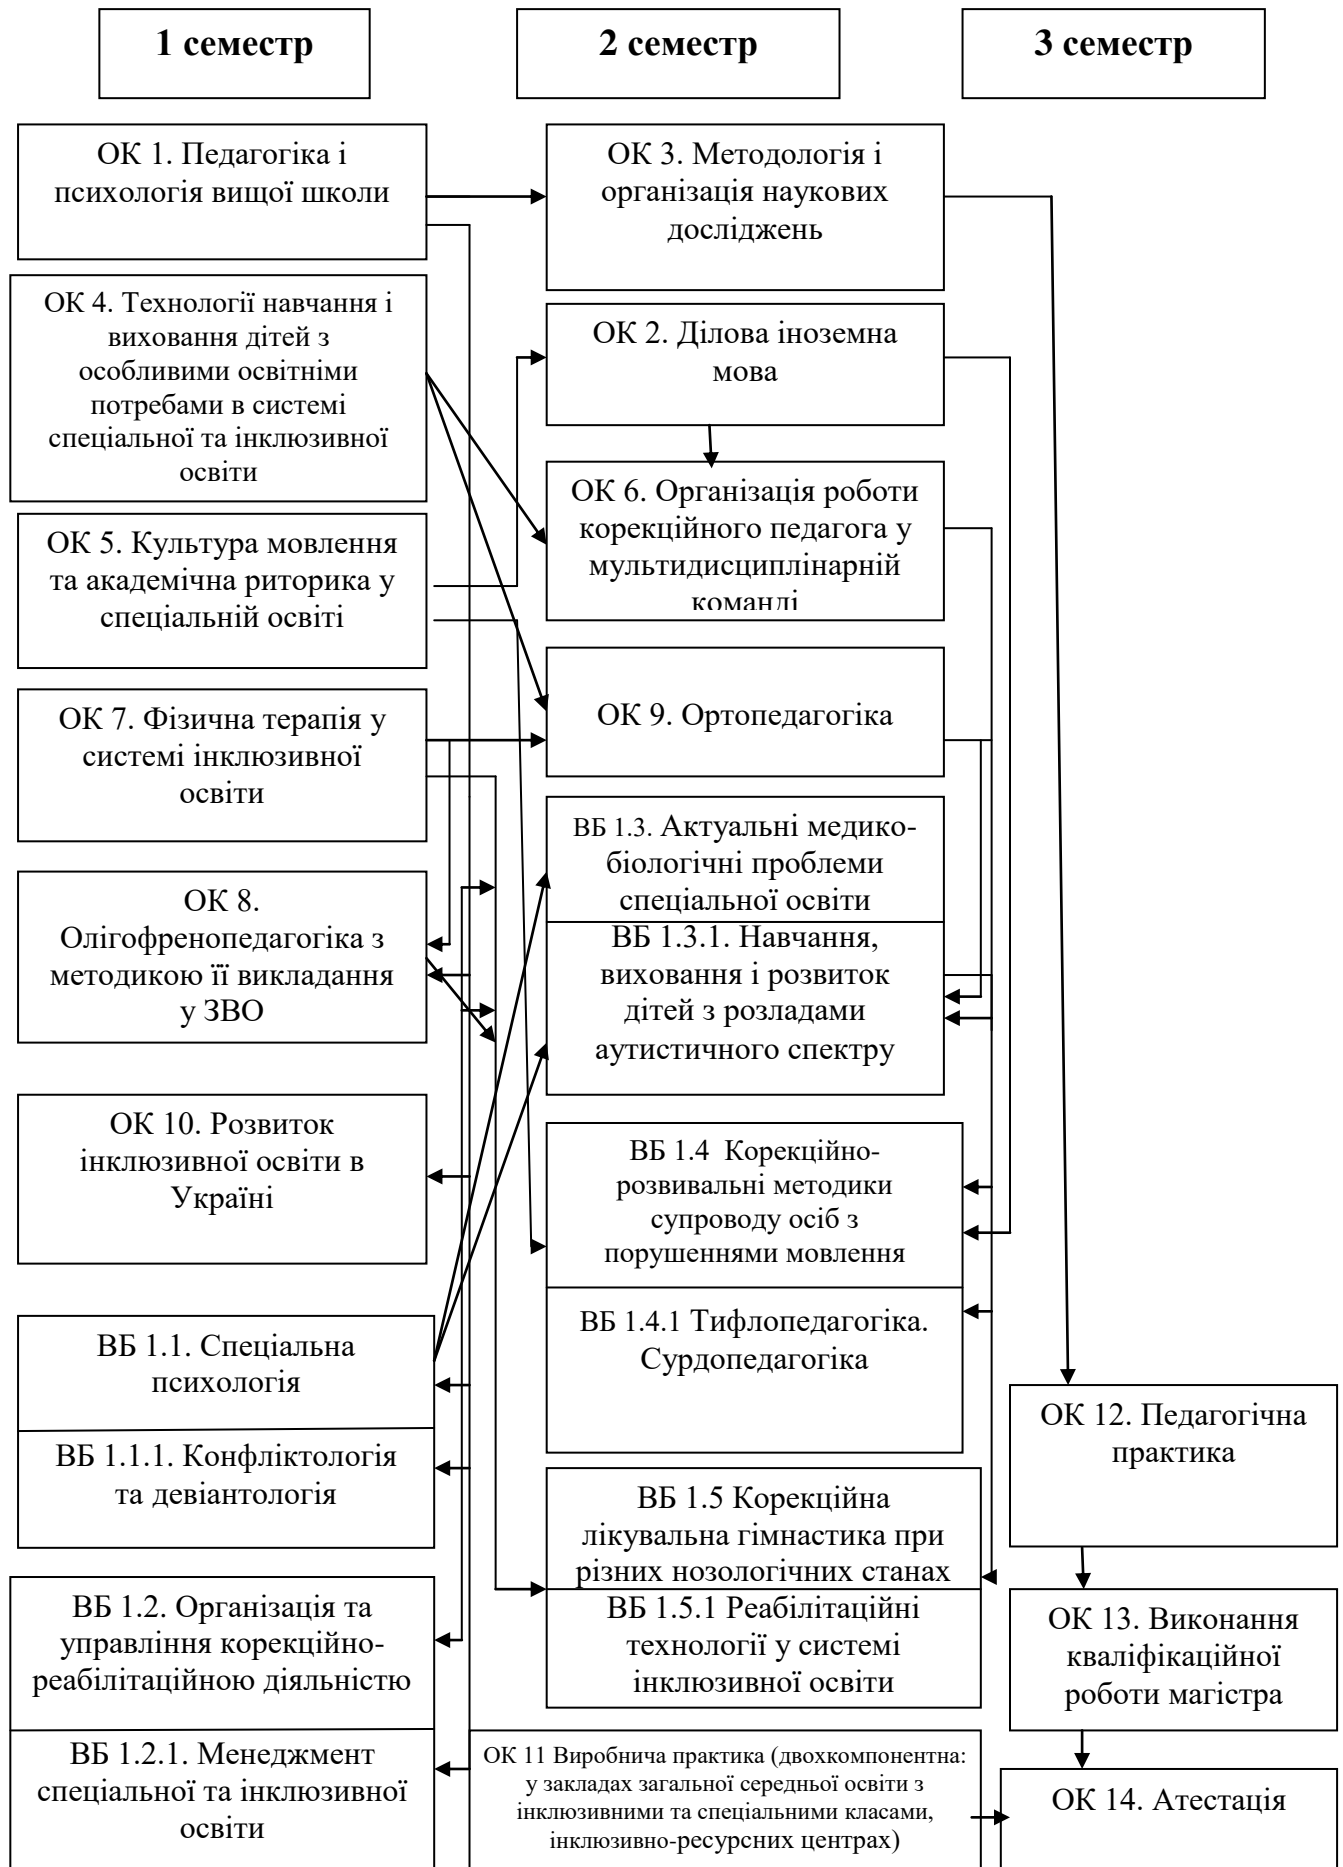 1 семестр
2 семестр
3 семестр
ОК 1. Педагогіка і
психологія вищої школи
ОК 4. Технології навчання і
виховання дітей з
особливими освітніми
потребами в системі
спеціальної та інклюзивної
освіти
ОК 5. Культура мовлення
та академічна риторика у
спеціальній освіті
ОК 7. Фізична терапія у
системі інклюзивної
освіти
ОК 8.
Олігофренопедагогіка з
методикою її викладання
у ЗВО
ОК 10. Розвиток
інклюзивної освіти в
Україні
ВБ 1.1. Спеціальна
психологія
ВБ 1.1.1. Конфліктологія
та девіантологія
ВБ 1.2. Організація та
управління корекційно-
реабілітаційною діяльністю
ВБ 1.2.1. Менеджмент
спеціальної та інклюзивної
освіти
ОК 3. Методологія і
організація наукових
досліджень
ОК 2. Ділова іноземна
мова
ОК 6. Організація роботи
корекційного педагога у
мультидисциплінарній
команді
ОК 9. Ортопедагогіка
ВБ 1.3. Актуальні медико-
біологічні проблеми
спеціальної освіти
ВБ 1.3.1. Навчання,
виховання і розвиток
дітей з розладами
аутистичного спектру
ВБ 1.4 Корекційно-
розвивальні методики
супроводу осіб з
порушеннями мовлення
ВБ 1.4.1 Тифлопедагогіка.
Сурдопедагогіка
ВБ 1.5 Корекційна
лікувальна гімнастика при
різних нозологічних станах
ВБ 1.5.1 Реабілітаційні
технології у системі
інклюзивної освіти
ОК 11 Виробнича практика (двохкомпонентна:
у закладах загальної середньої освіти з
інклюзивними та спеціальними класами,
інклюзивно-ресурсних центрах)
ОК 12. Педагогічна
практика
ОК 13. Виконання
кваліфікаційної
роботи магістра
ОК 14. Атестація